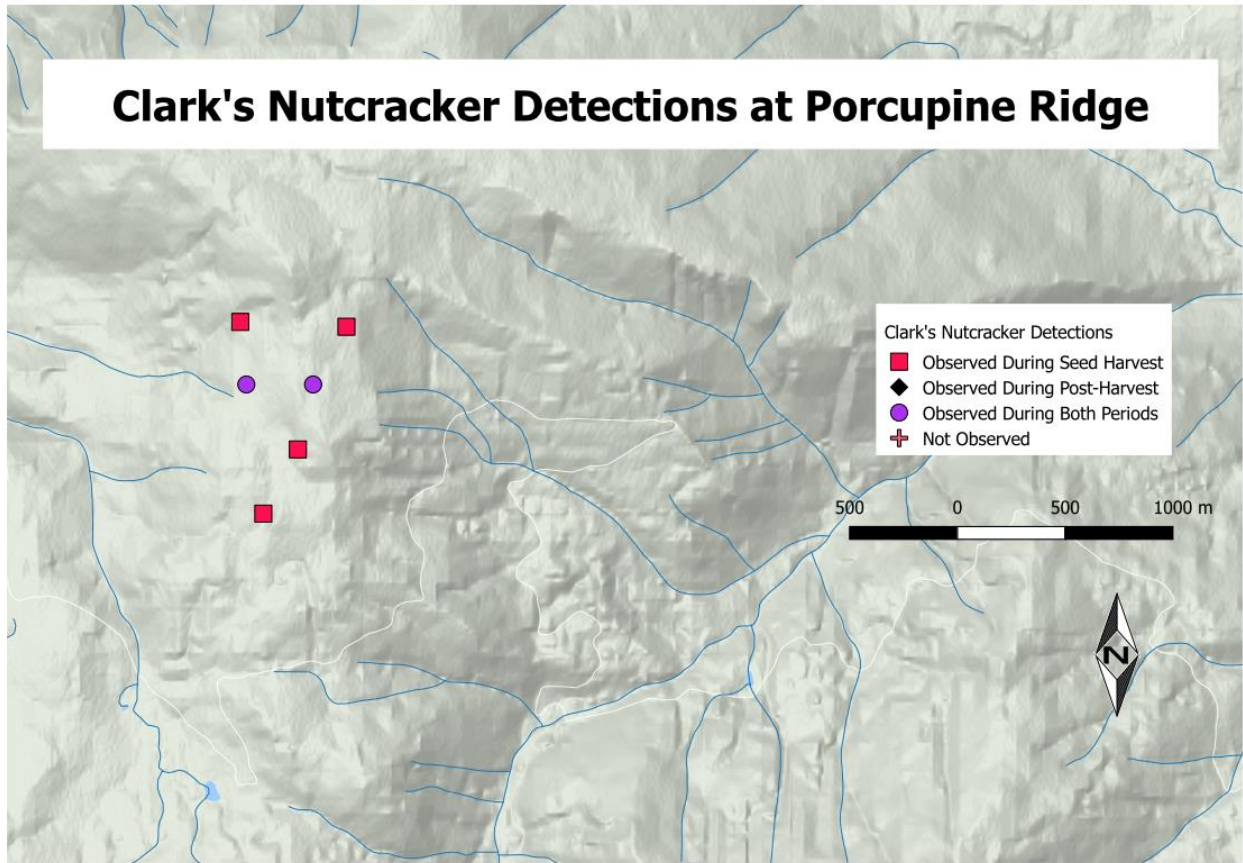 Clark's Nutcracker Detections at Porcupine Ridge
Clark's Nutcracker Detections
Observed During Seed Harvest
Observed During Post-Harvest
Observed During Both Periods
Not Observed
500 0 500 1000 m
N